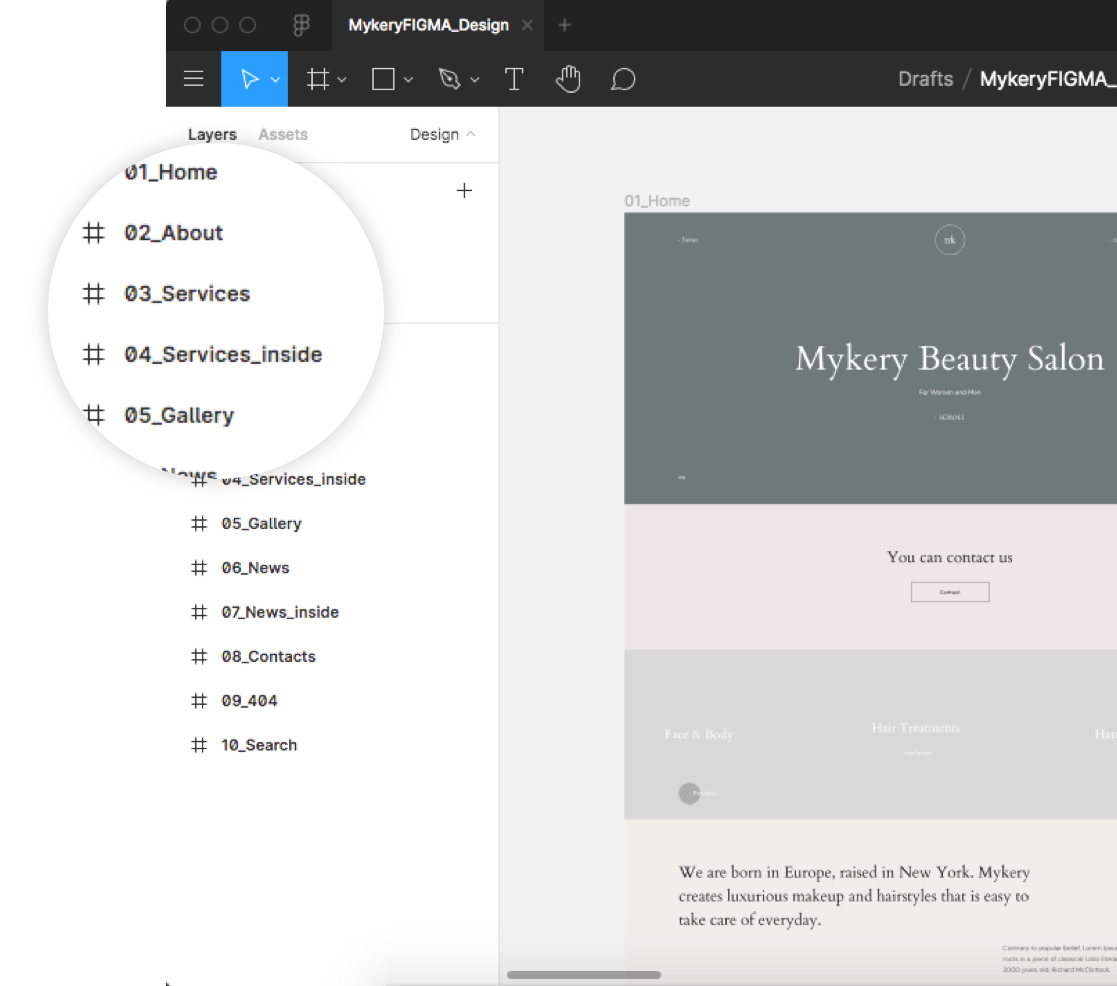 MykeryFIGMA_Design
Drafts / MykeryFIGMA_
Layers Assets Design
01_Home
02_About
03_Services
04_Services_inside
05_Gallery
News
04_Services_inside
05_Gallery
06_News
07_News_inside
08_Contacts
09_404
10_Search
01_Home
mk
Mykery Beauty Salon
For Women and Men
You can contact us
Contact
Face & Body
Hair Treatments
We are born in Europe, raised in New York. Mykery
creates luxurious makeup and hairstyles that is easy to
take care of everyday.
Contrary to popular belief, Lorem Ipsu
roots in a piece of classical Latin litera
2000 years old. Richard McClintock,